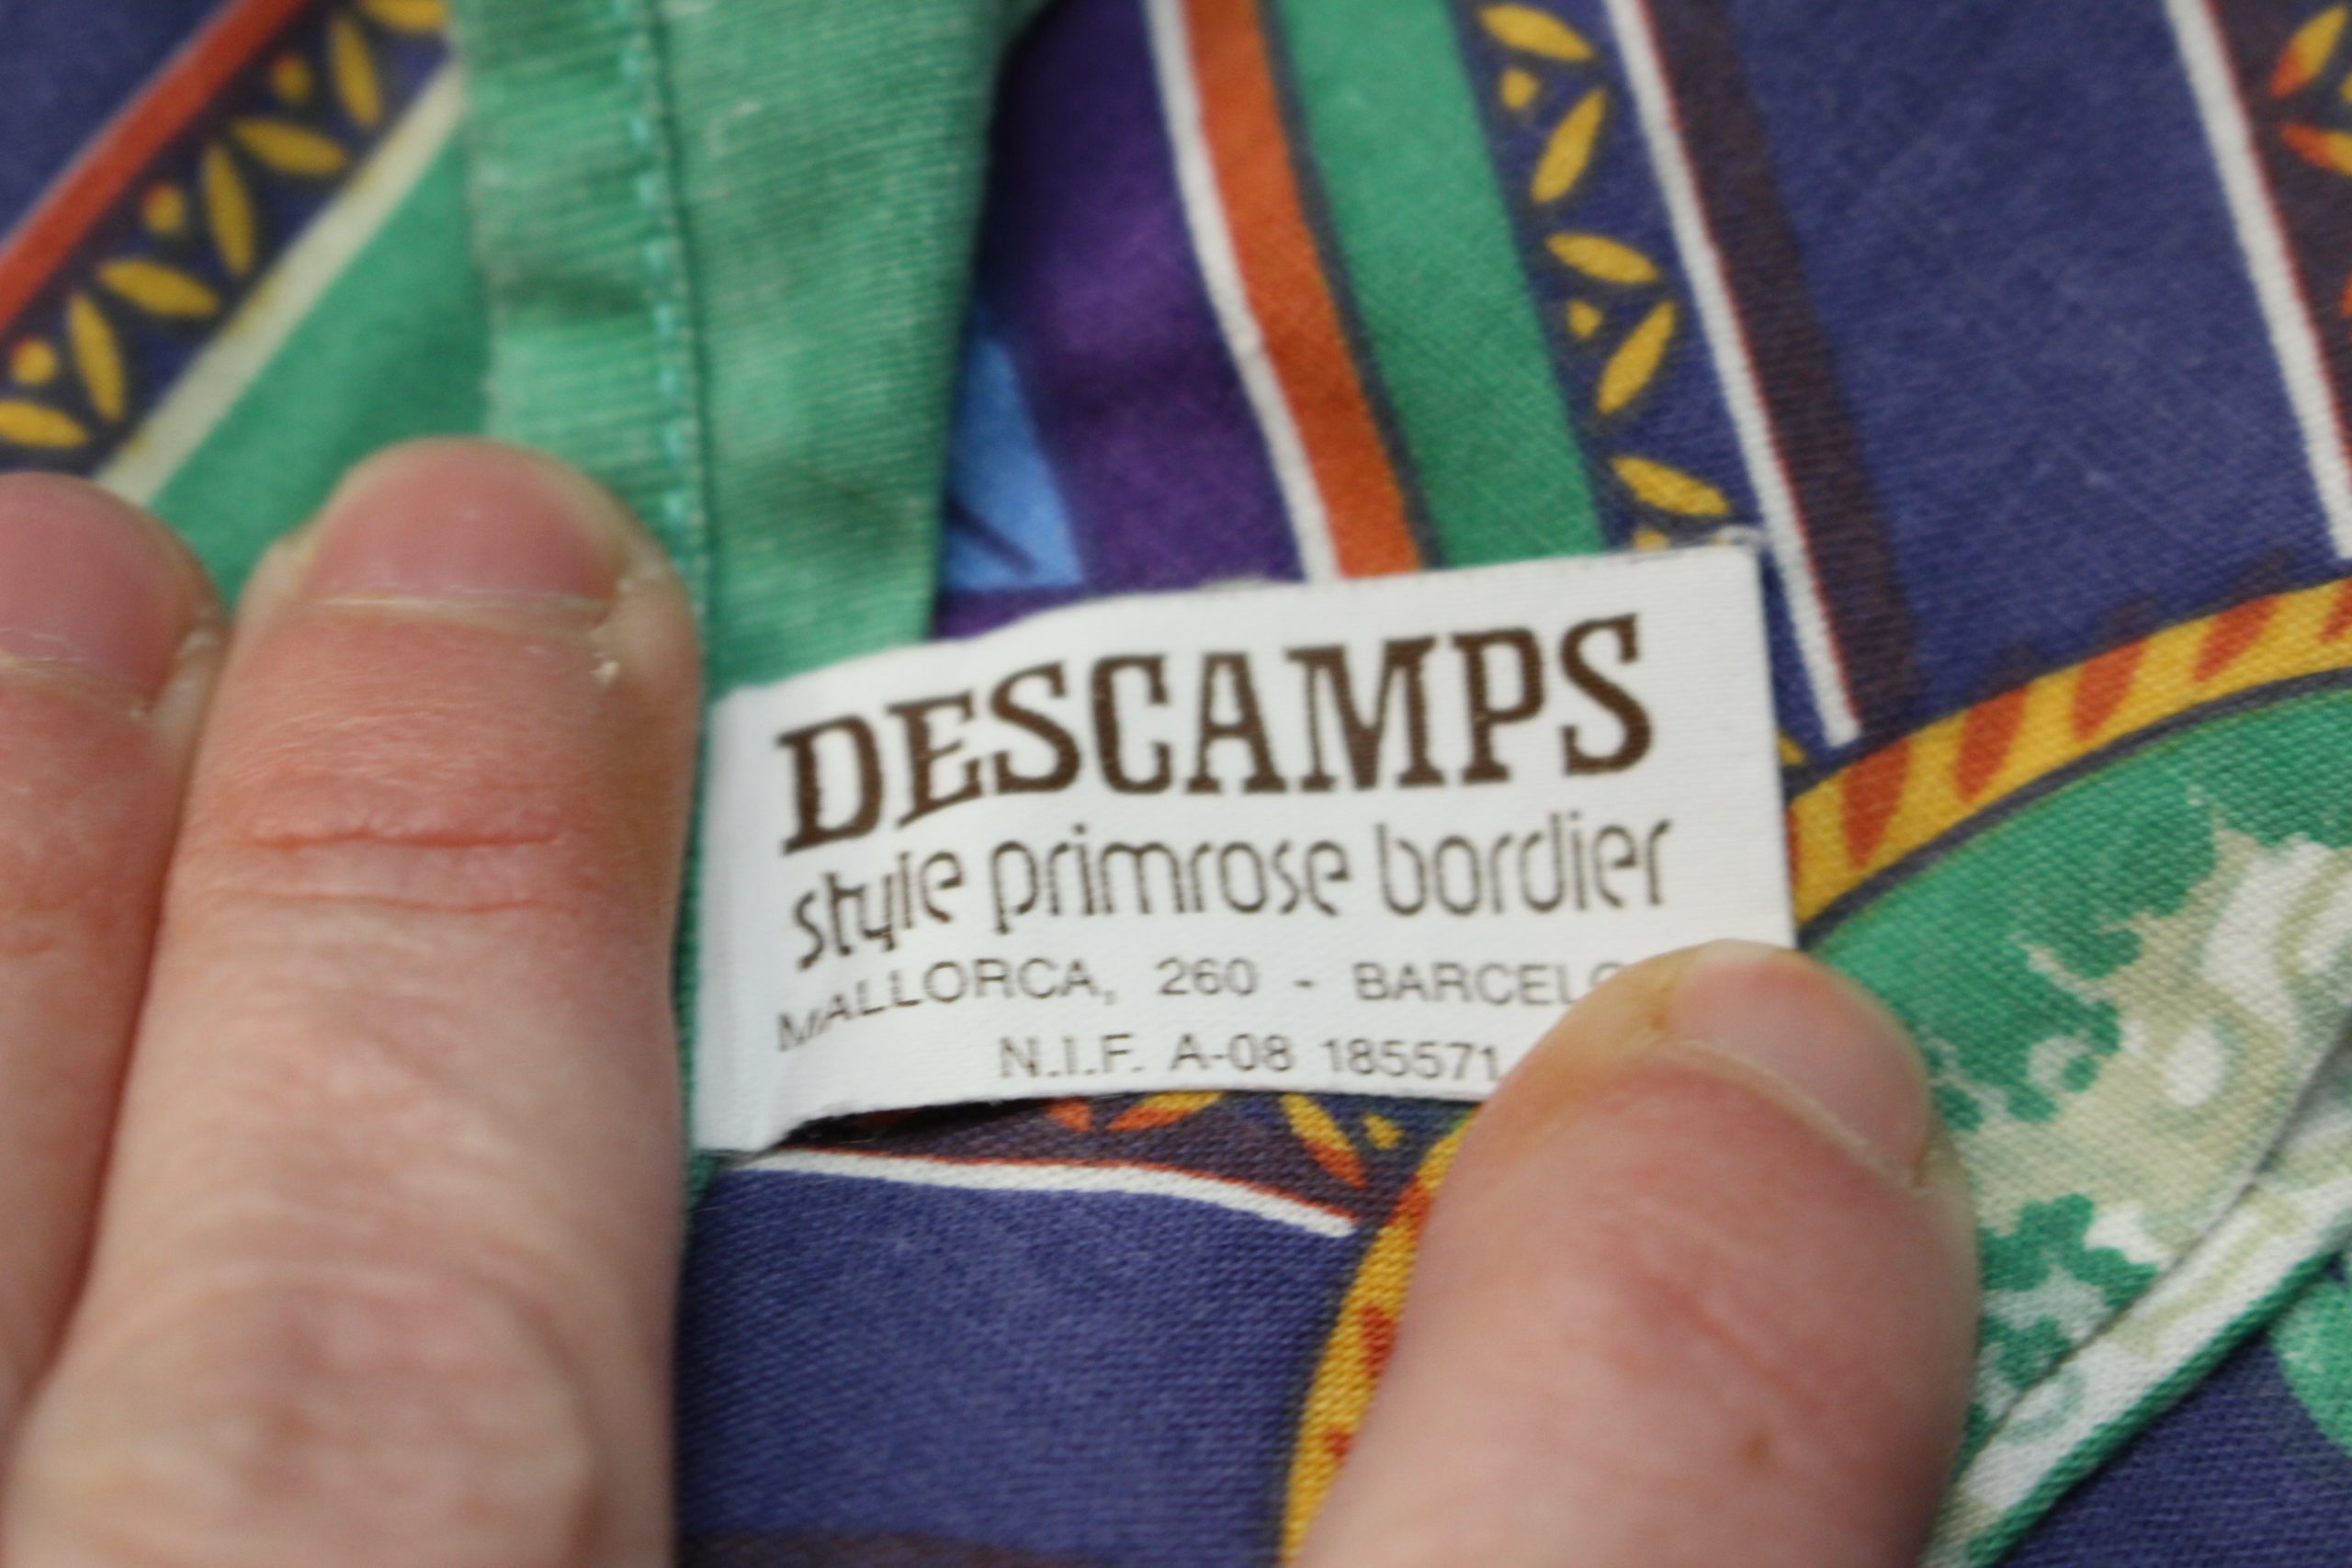 DESCAMPS
style primrose bordier
MALLORCA, 260 - BARCEL
N.I.F. A-08 185571